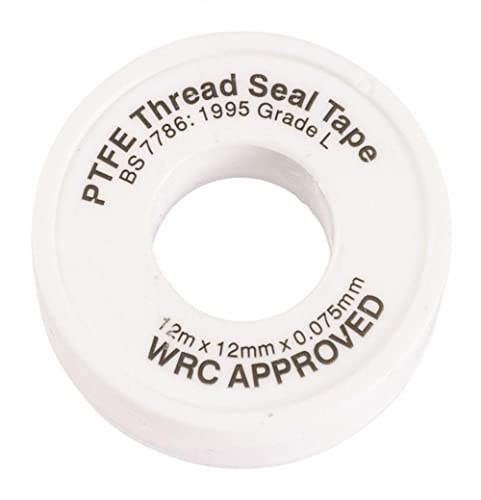 PTFE Thread Seal Tape
BS 7786: 1995 Grade L
12m x 12mm x 0.075mm
WRC APPROVED